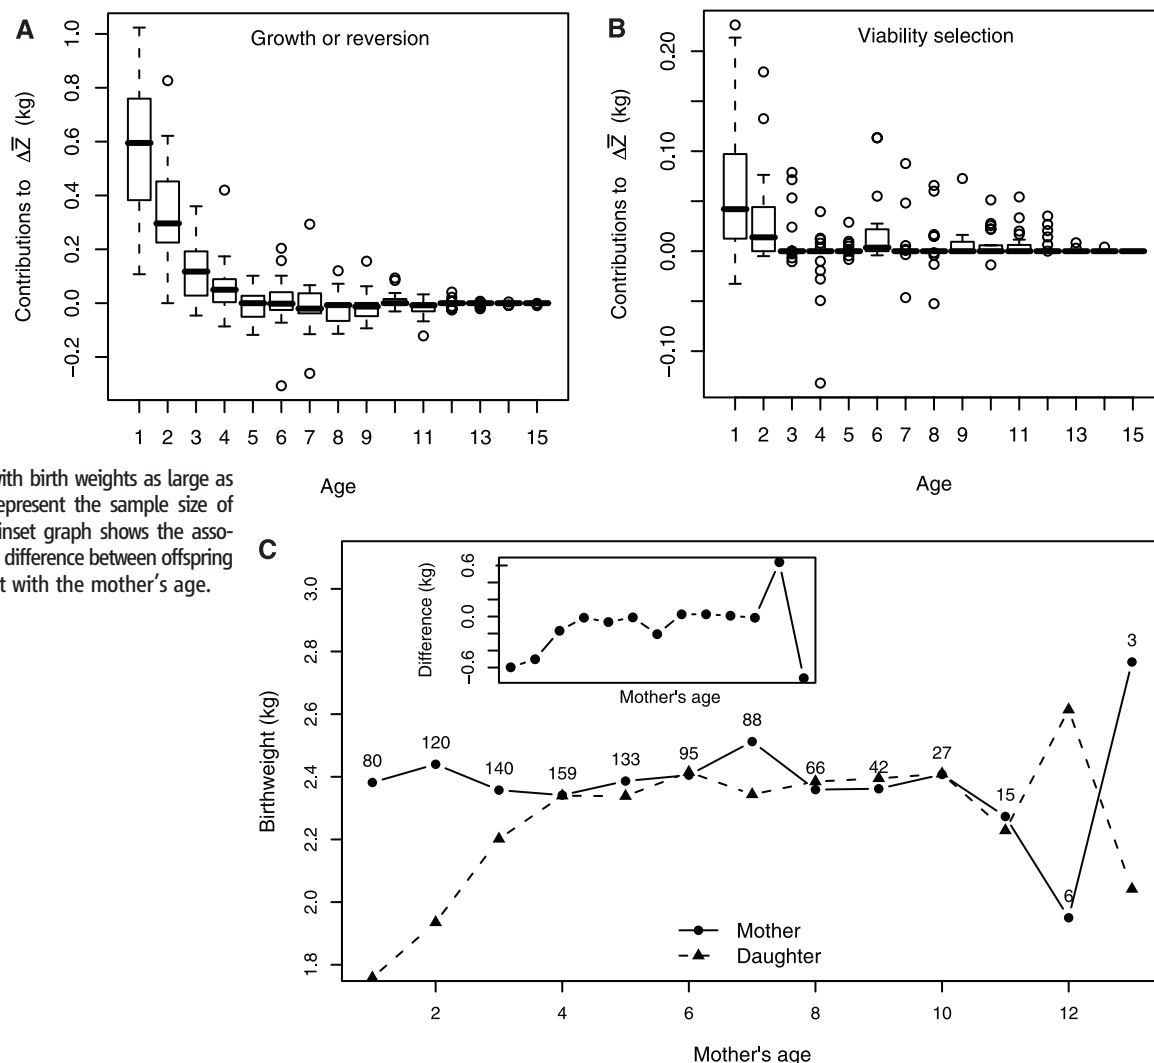 A
Growth or reversion
Contributions to ΔZ̅ (kg)
1.0
0.8
0.6
0.4
0.2
0.0
−0.2
1 2 3 4 5 6 7 8 9 11 13 15
Age
B
Viability selection
Contributions to ΔZ̅ (kg)
0.20
0.10
0.00
−0.10
1 2 3 4 5 6 7 8 9 11 13 15
Age
with birth weights as large as
epresent the sample size of
inset graph shows the asso-
difference between offspring
t with the mother's age.
C
Difference (kg)
0.6
0.0
−0.6
Mother's age
Birthweight (kg)
3.0
2.8
2.6
2.4
2.2
2.0
1.8
80 120 140 159 133 95 88 66 42 27 15 6 3
Mother
Daughter
2 4 6 8 10 12
Mother's age